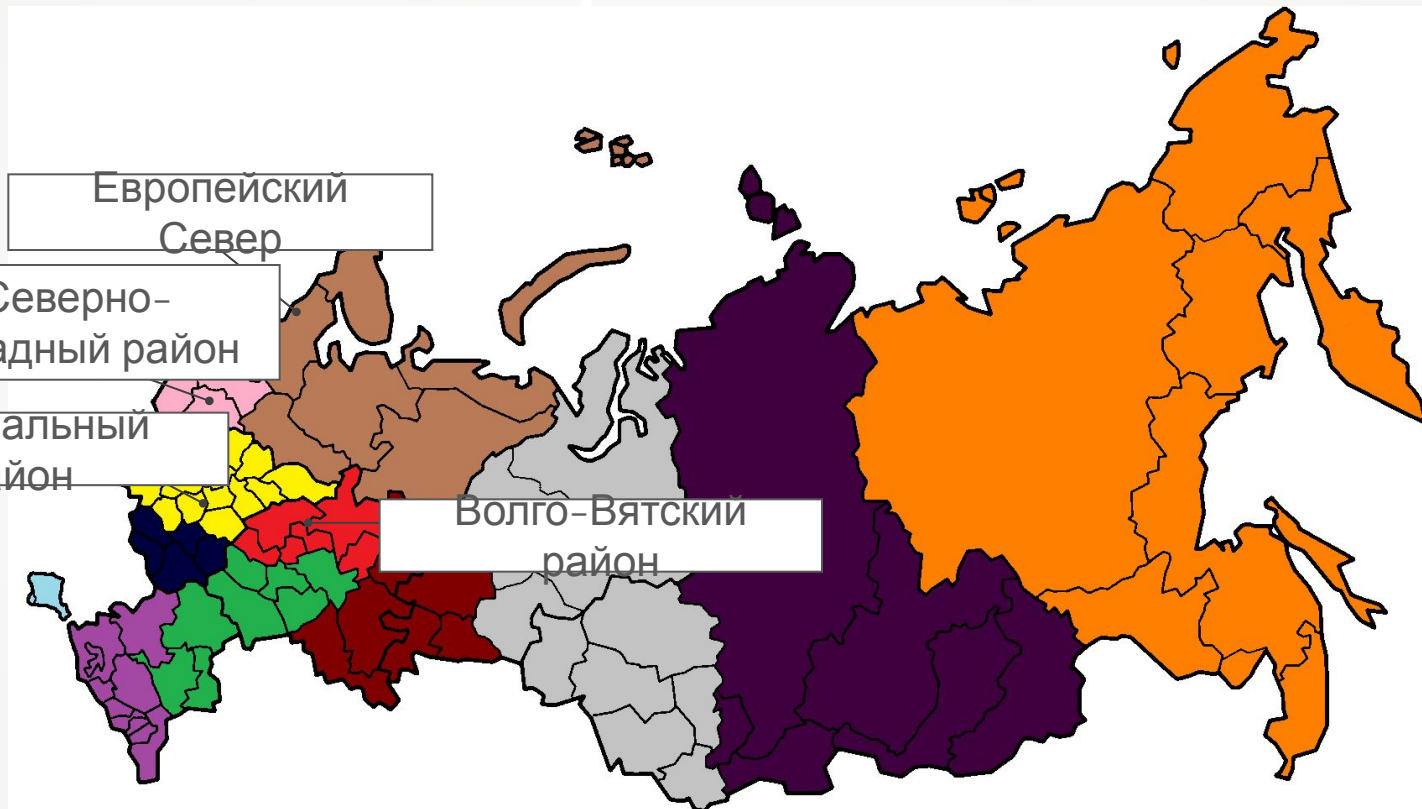 Европейский
Север
Северно-
адный район
альный
йон
Волго-Вятский
район